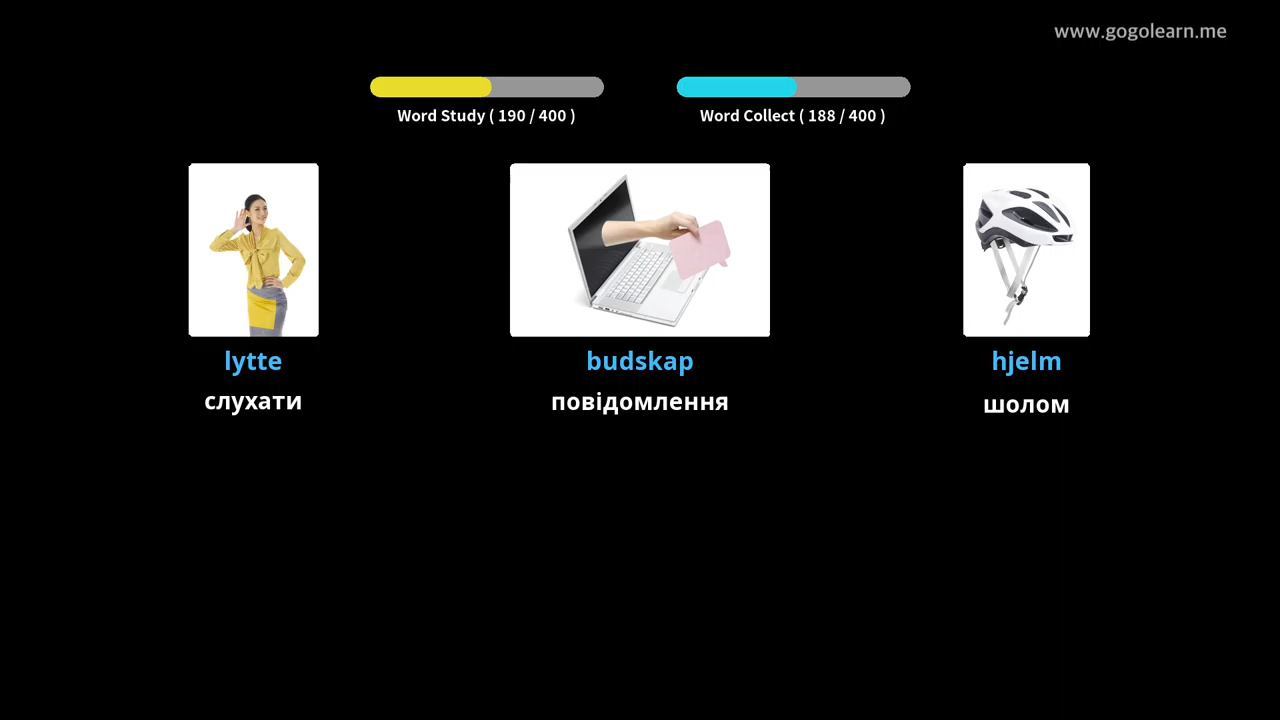 www.gogolearn.me
Word Study ( 190 / 400 )
Word Collect ( 188 / 400 )
lytte
budskap
hjelm
слухати
повідомлення
шолом